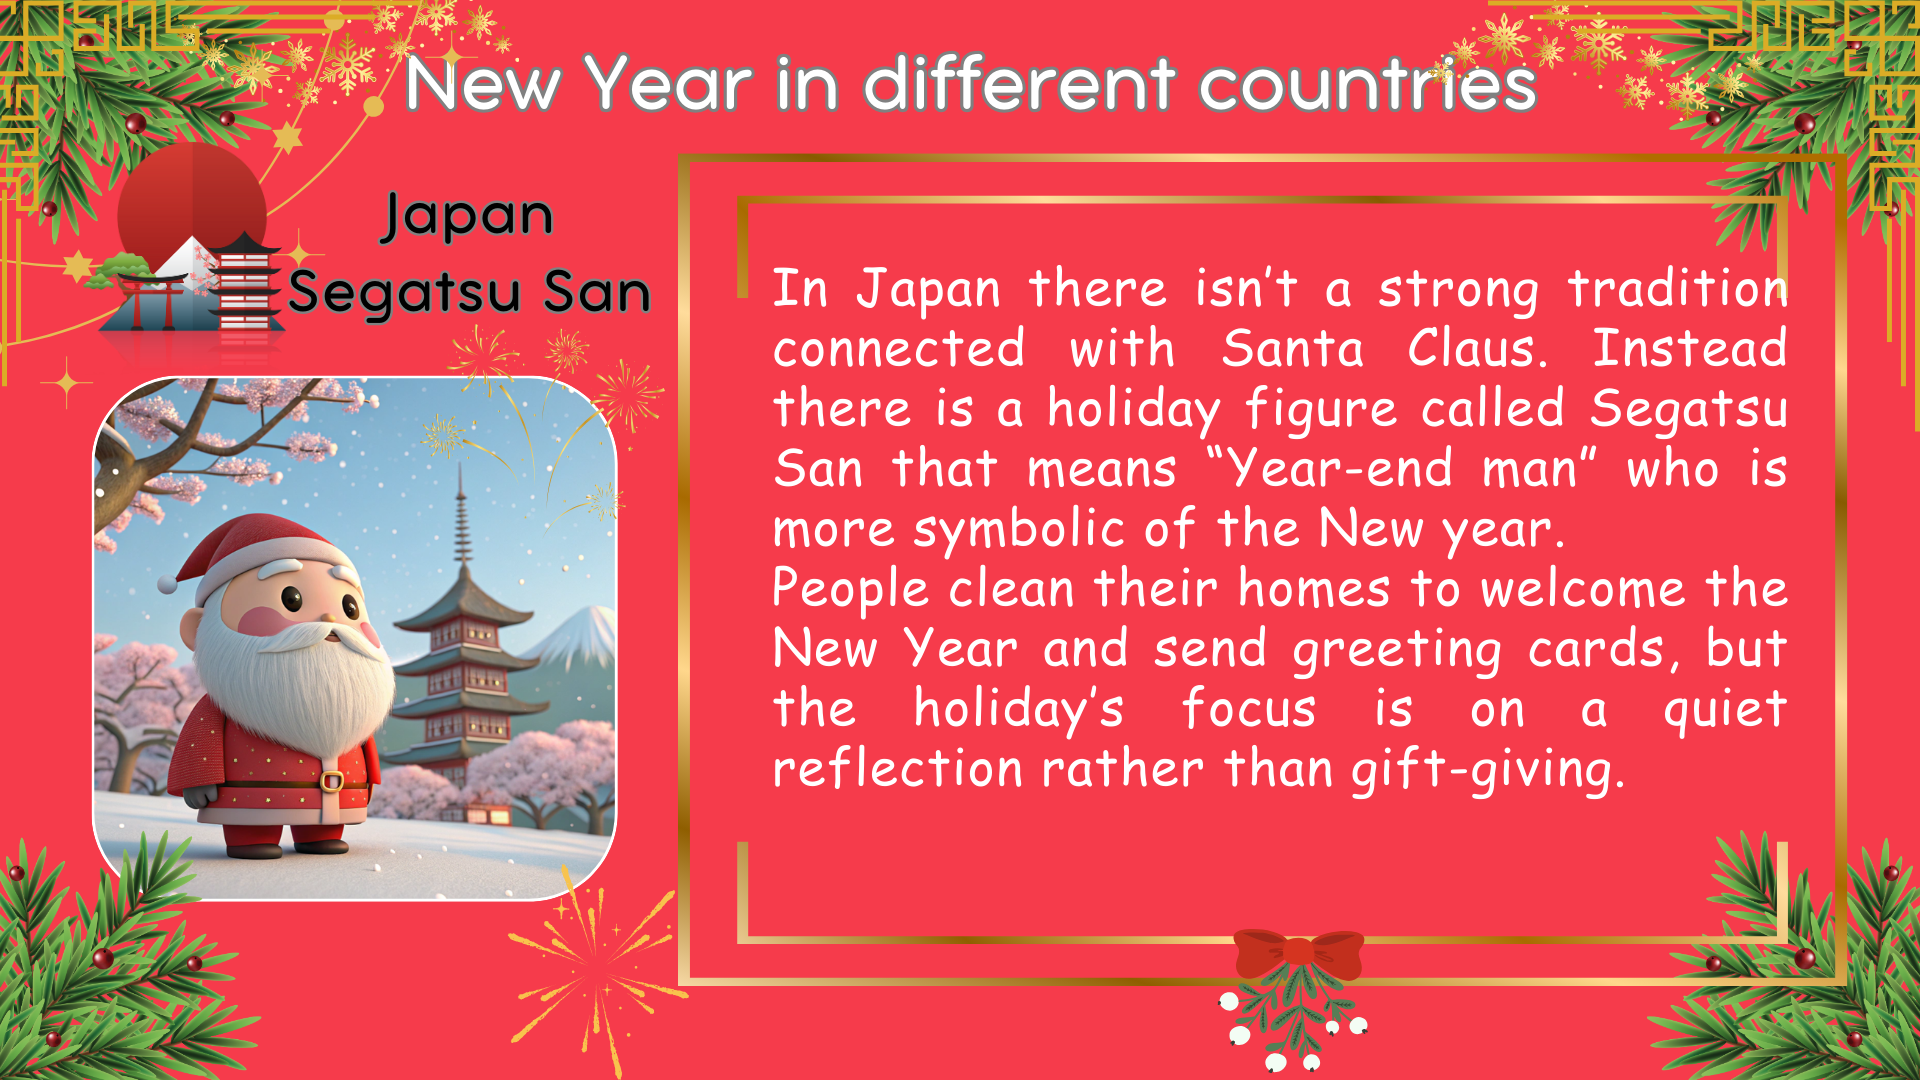 New Year in different countries
Japan
Segatsu San
In Japan there isn't a strong tradition
connected with Santa Claus. Instead
there is a holiday figure called Segatsu
San that means “Year-end man” who is
more symbolic of the New year.
People clean their homes to welcome the
New Year and send greeting cards, but
the holiday's focus is on a quiet
reflection rather than gift-giving.